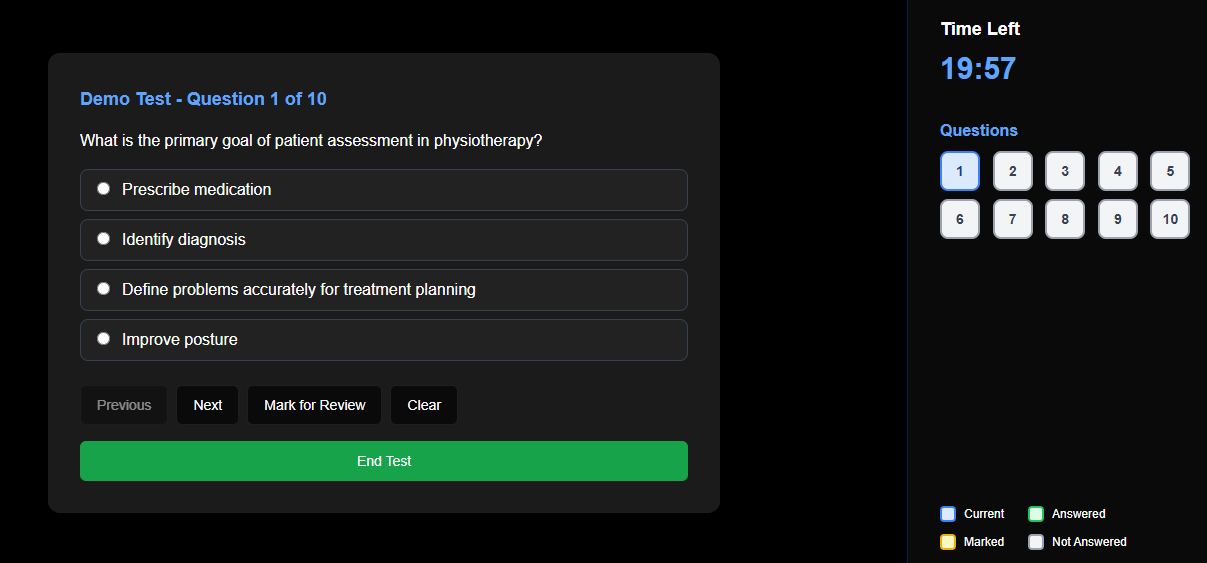 Demo Test - Question 1 of 10
What is the primary goal of patient assessment in physiotherapy?
Prescribe medication
Identify diagnosis
Define problems accurately for treatment planning
Improve posture
Previous Next Mark for Review Clear
End Test
Time Left
19:57
Questions
1 2 3 4 5
6 7 8 9 10
Current Answered
Marked Not Answered